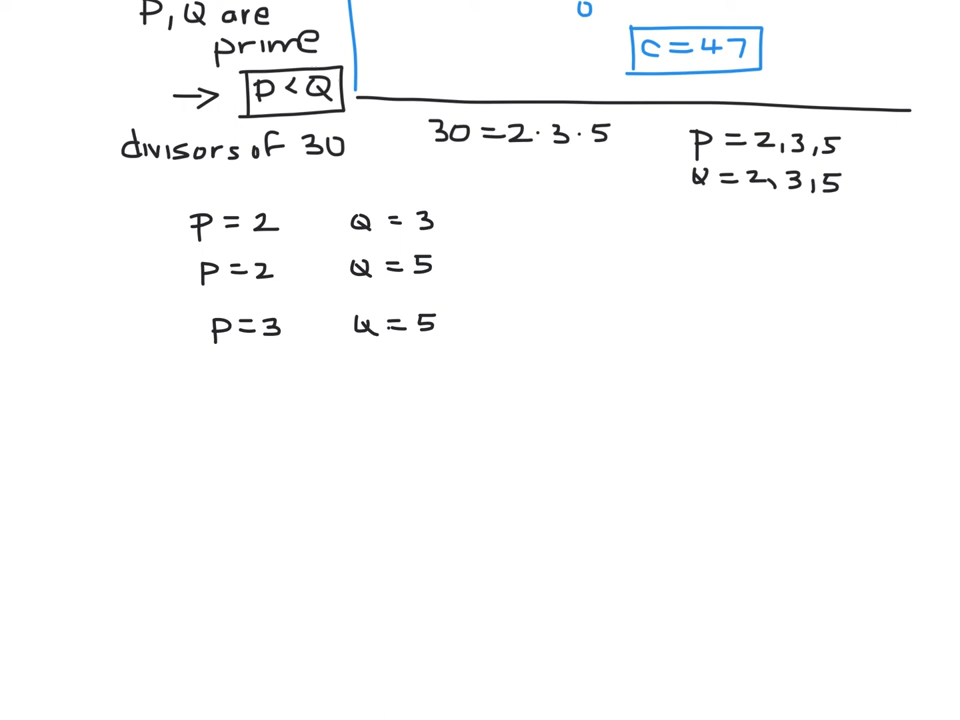 P, Q are
prime
→ P < Q
divisors of 30
0
C = 47
30 = 2 · 3 · 5
P = 2, 3, 5
Q = 2, 3, 5
P = 2 Q = 3
P = 2 Q = 5
P = 3 Q = 5